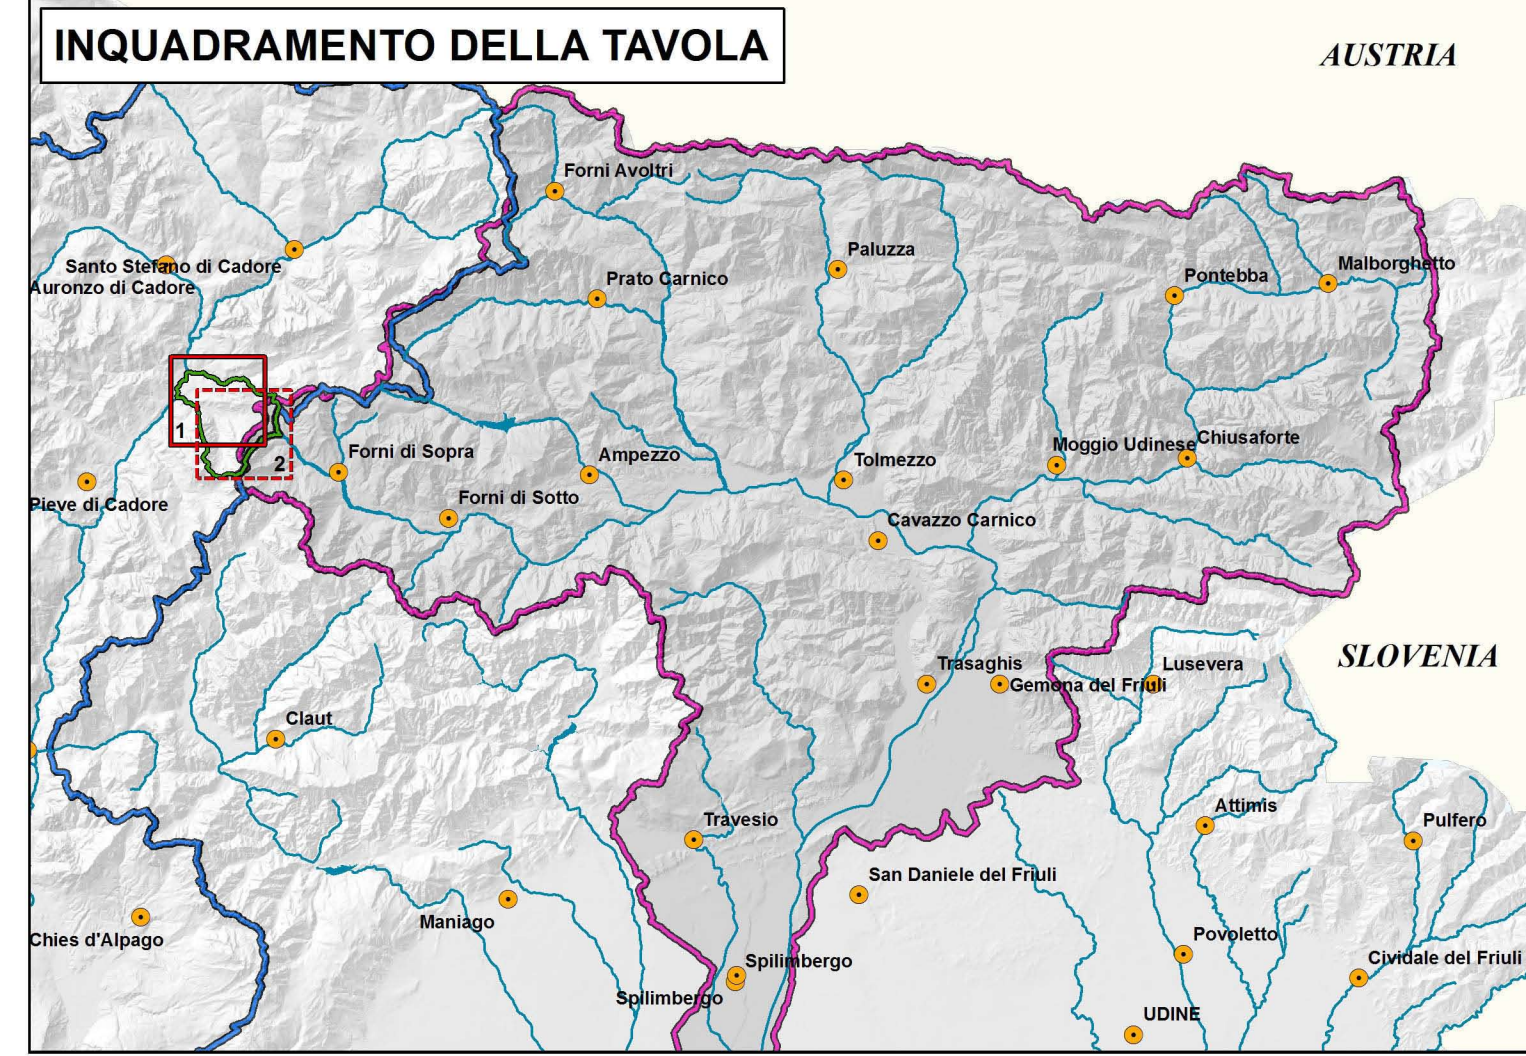 INQUADRAMENTO DELLA TAVOLA
AUSTRIA
Forni Avoltri
Paluzza
Santo Stefano di Cadore
Malborghetto
Pontebba
Prato Carnico
Auronzo di Cadore
1
2
Forni di Sopra
Ampezzo
Tolmezzo
Moggio Udinese
Chiusaforte
Pieve di Cadore
Forni di Sotto
Cavazzo Carnico
SLOVENIA
Trasaghis
Lusevera
Gemona del Friuli
Claut
Attimis
Travesio
Pulfero
San Daniele del Friuli
Maniago
Chies d'Alpago
Povoletto
Spilimbergo
Cividale del Friuli
Spilimbergo
UDINE